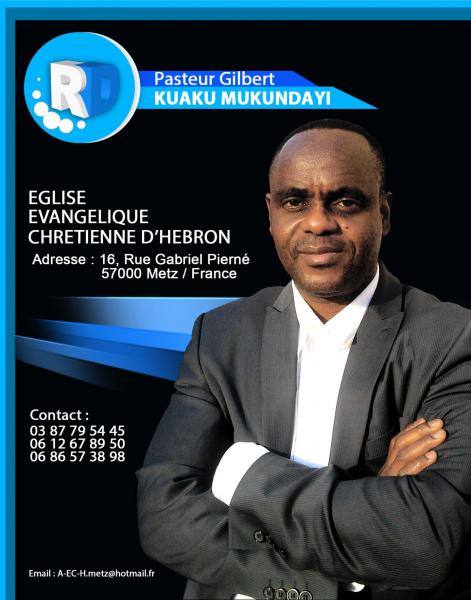 RD
Pasteur Gilbert
KUAKU MUKUNDAYI
EGLISE
EVANGELIQUE
CHRETIENNE D'HEBRON
Adresse : 16, Rue Gabriel Pierné
57000 Metz / France
Contact :
03 87 79 54 45
06 12 67 89 50
06 86 57 38 98
Email : A-EC-H.metz@hotmail.fr